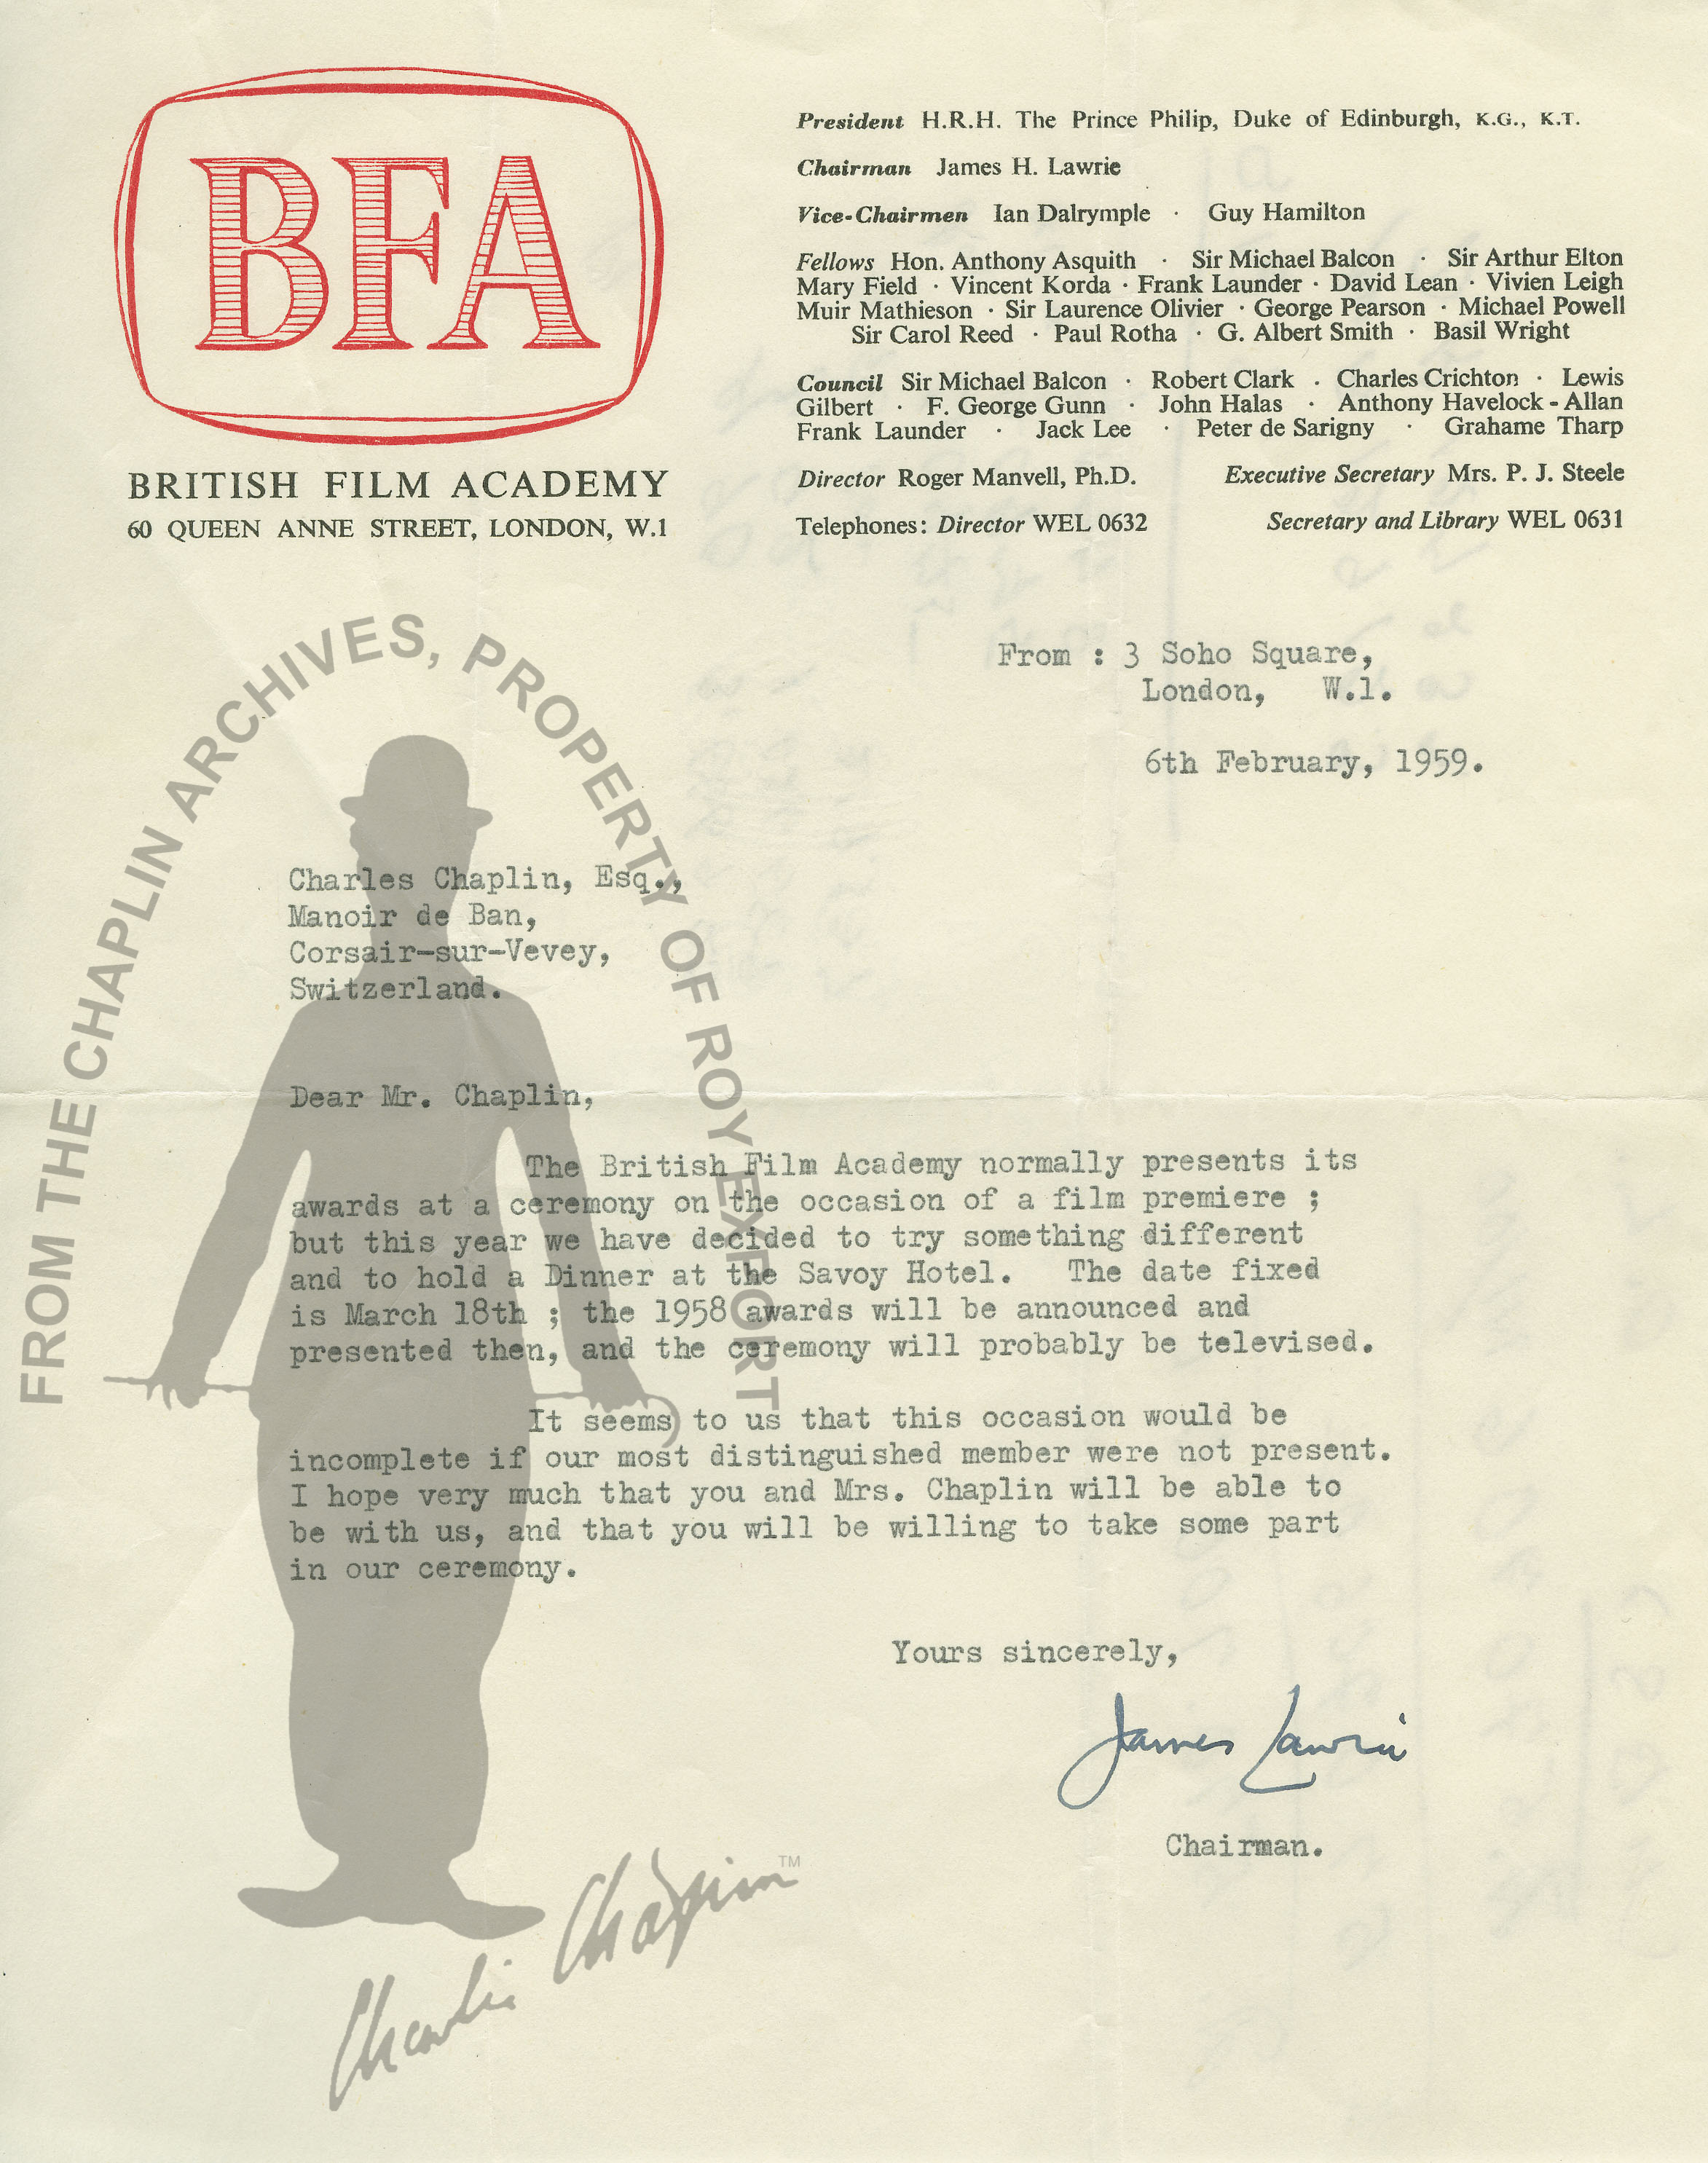 BFA
BRITISH FILM ACADEMY
60 QUEEN ANNE STREET, LONDON, W.1
President H.R.H. The Prince Philip, Duke of Edinburgh, K.G., K.T.
Chairman James H. Lawrie
Vice-Chairmen Ian Dalrymple · Guy Hamilton
Fellows Hon. Anthony Asquith · Sir Michael Balcon · Sir Arthur Elton
Mary Field · Vincent Korda · Frank Launder · David Lean · Vivien Leigh
Muir Mathieson · Sir Laurence Olivier · George Pearson · Michael Powell
Sir Carol Reed · Paul Rotha · G. Albert Smith · Basil Wright
Council Sir Michael Balcon · Robert Clark · Charles Crichton · Lewis
Gilbert · F. George Gunn · John Halas · Anthony Havelock-Allan
Frank Launder · Jack Lee · Peter de Sarigny · Grahame Tharp
Director Roger Manvell, Ph.D. Executive Secretary Mrs. P. J. Steele
Telephones: Director WEL 0632 Secretary and Library WEL 0631
From : 3 Soho Square,
London, W.1.
6th February, 1959.
FROM THE CHAPLIN ARCHIVES, PROPERTY OF ROY EXPORT
Charles Chaplin, Esq.,
Manoir de Ban,
Corsair-sur-Vevey,
Switzerland.
Dear Mr. Chaplin,
The British Film Academy normally presents its
awards at a ceremony on the occasion of a film premiere ;
but this year we have decided to try something different
and to hold a Dinner at the Savoy Hotel. The date fixed
is March 18th ; the 1958 awards will be announced and
presented then, and the ceremony will probably be televised.
It seems to us that this occasion would be
incomplete if our most distinguished member were not present.
I hope very much that you and Mrs. Chaplin will be able to
be with us, and that you will be willing to take some part
in our ceremony.
Yours sincerely,
James Lawrie
Chairman.
Charlie Chaplin TM